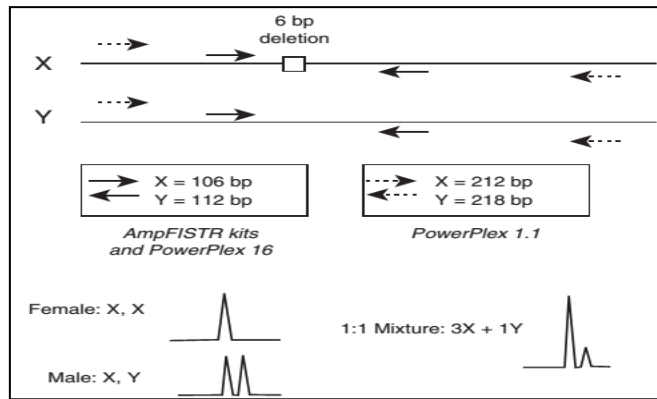 6 bp
deletion
X
Y
X = 106 bp
Y = 112 bp
AmpFISTR kits
and PowerPlex 16
X = 212 bp
Y = 218 bp
PowerPlex 1.1
Female: X, X
Male: X, Y
1:1 Mixture: 3X + 1Y